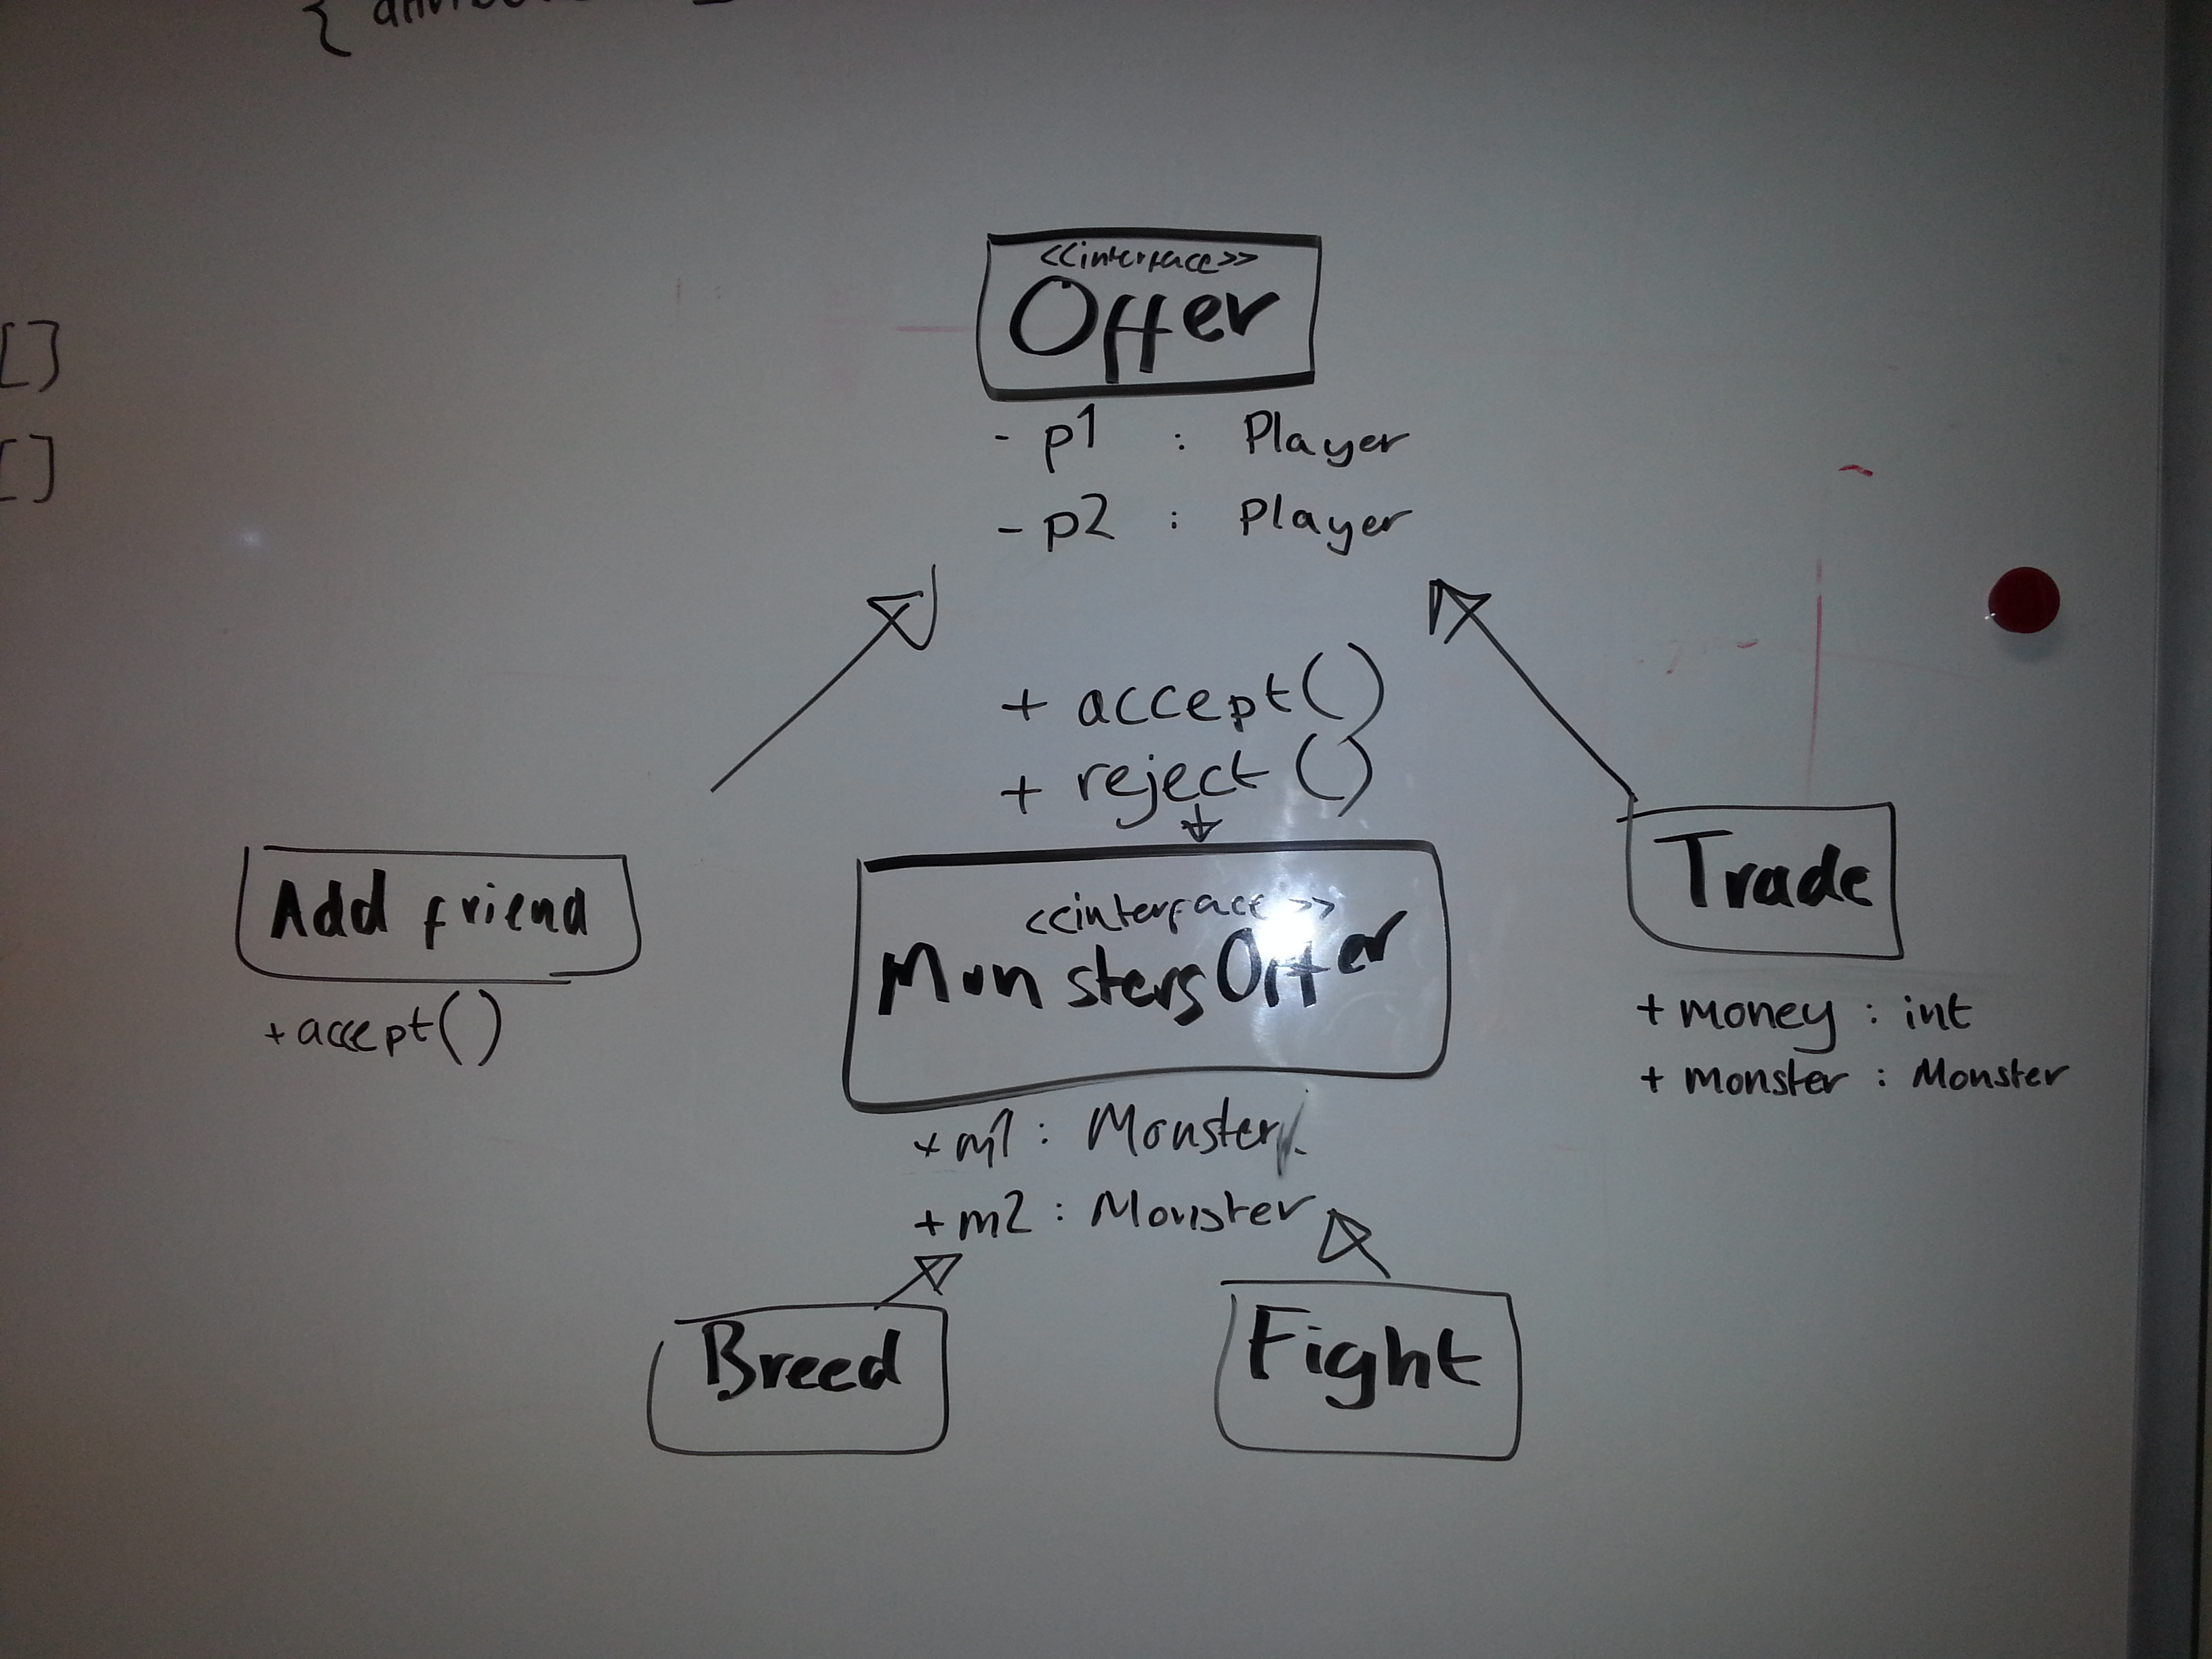 {
[]
[]
<<interface>>
Offer
- p1 : Player
- p2 : Player
+ accept()
+ reject()
Add friend
+ accept()
<<interface>>
MonstersOffer
+ m1 : Monster
+ m2 : Monster
Trade
+ money : int
+ monster : Monster
Breed
Fight